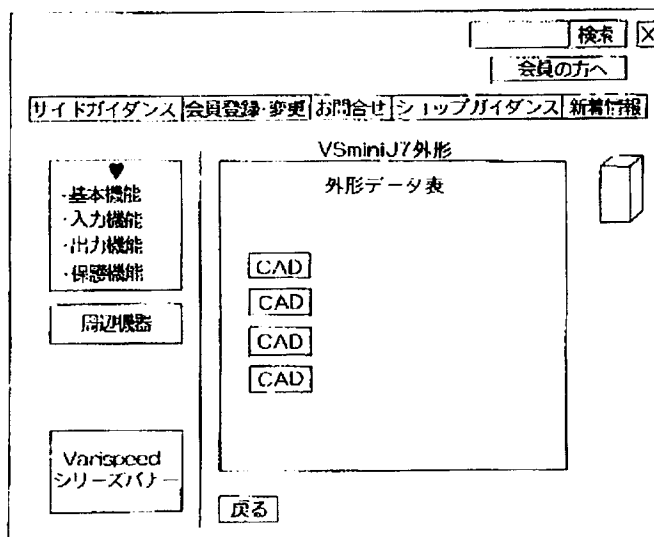 検索 ×
会員の方へ
サイドガイダンス 会員登録・変更 お問合せ ショップガイダンス 新着情報
VSminiJ7外形
外形データ表
♥
・基本機能
・入力機能
・出力機能
・保護機能
周辺機器
CAD
CAD
CAD
CAD
Varispeed
シリーズバナー
戻る